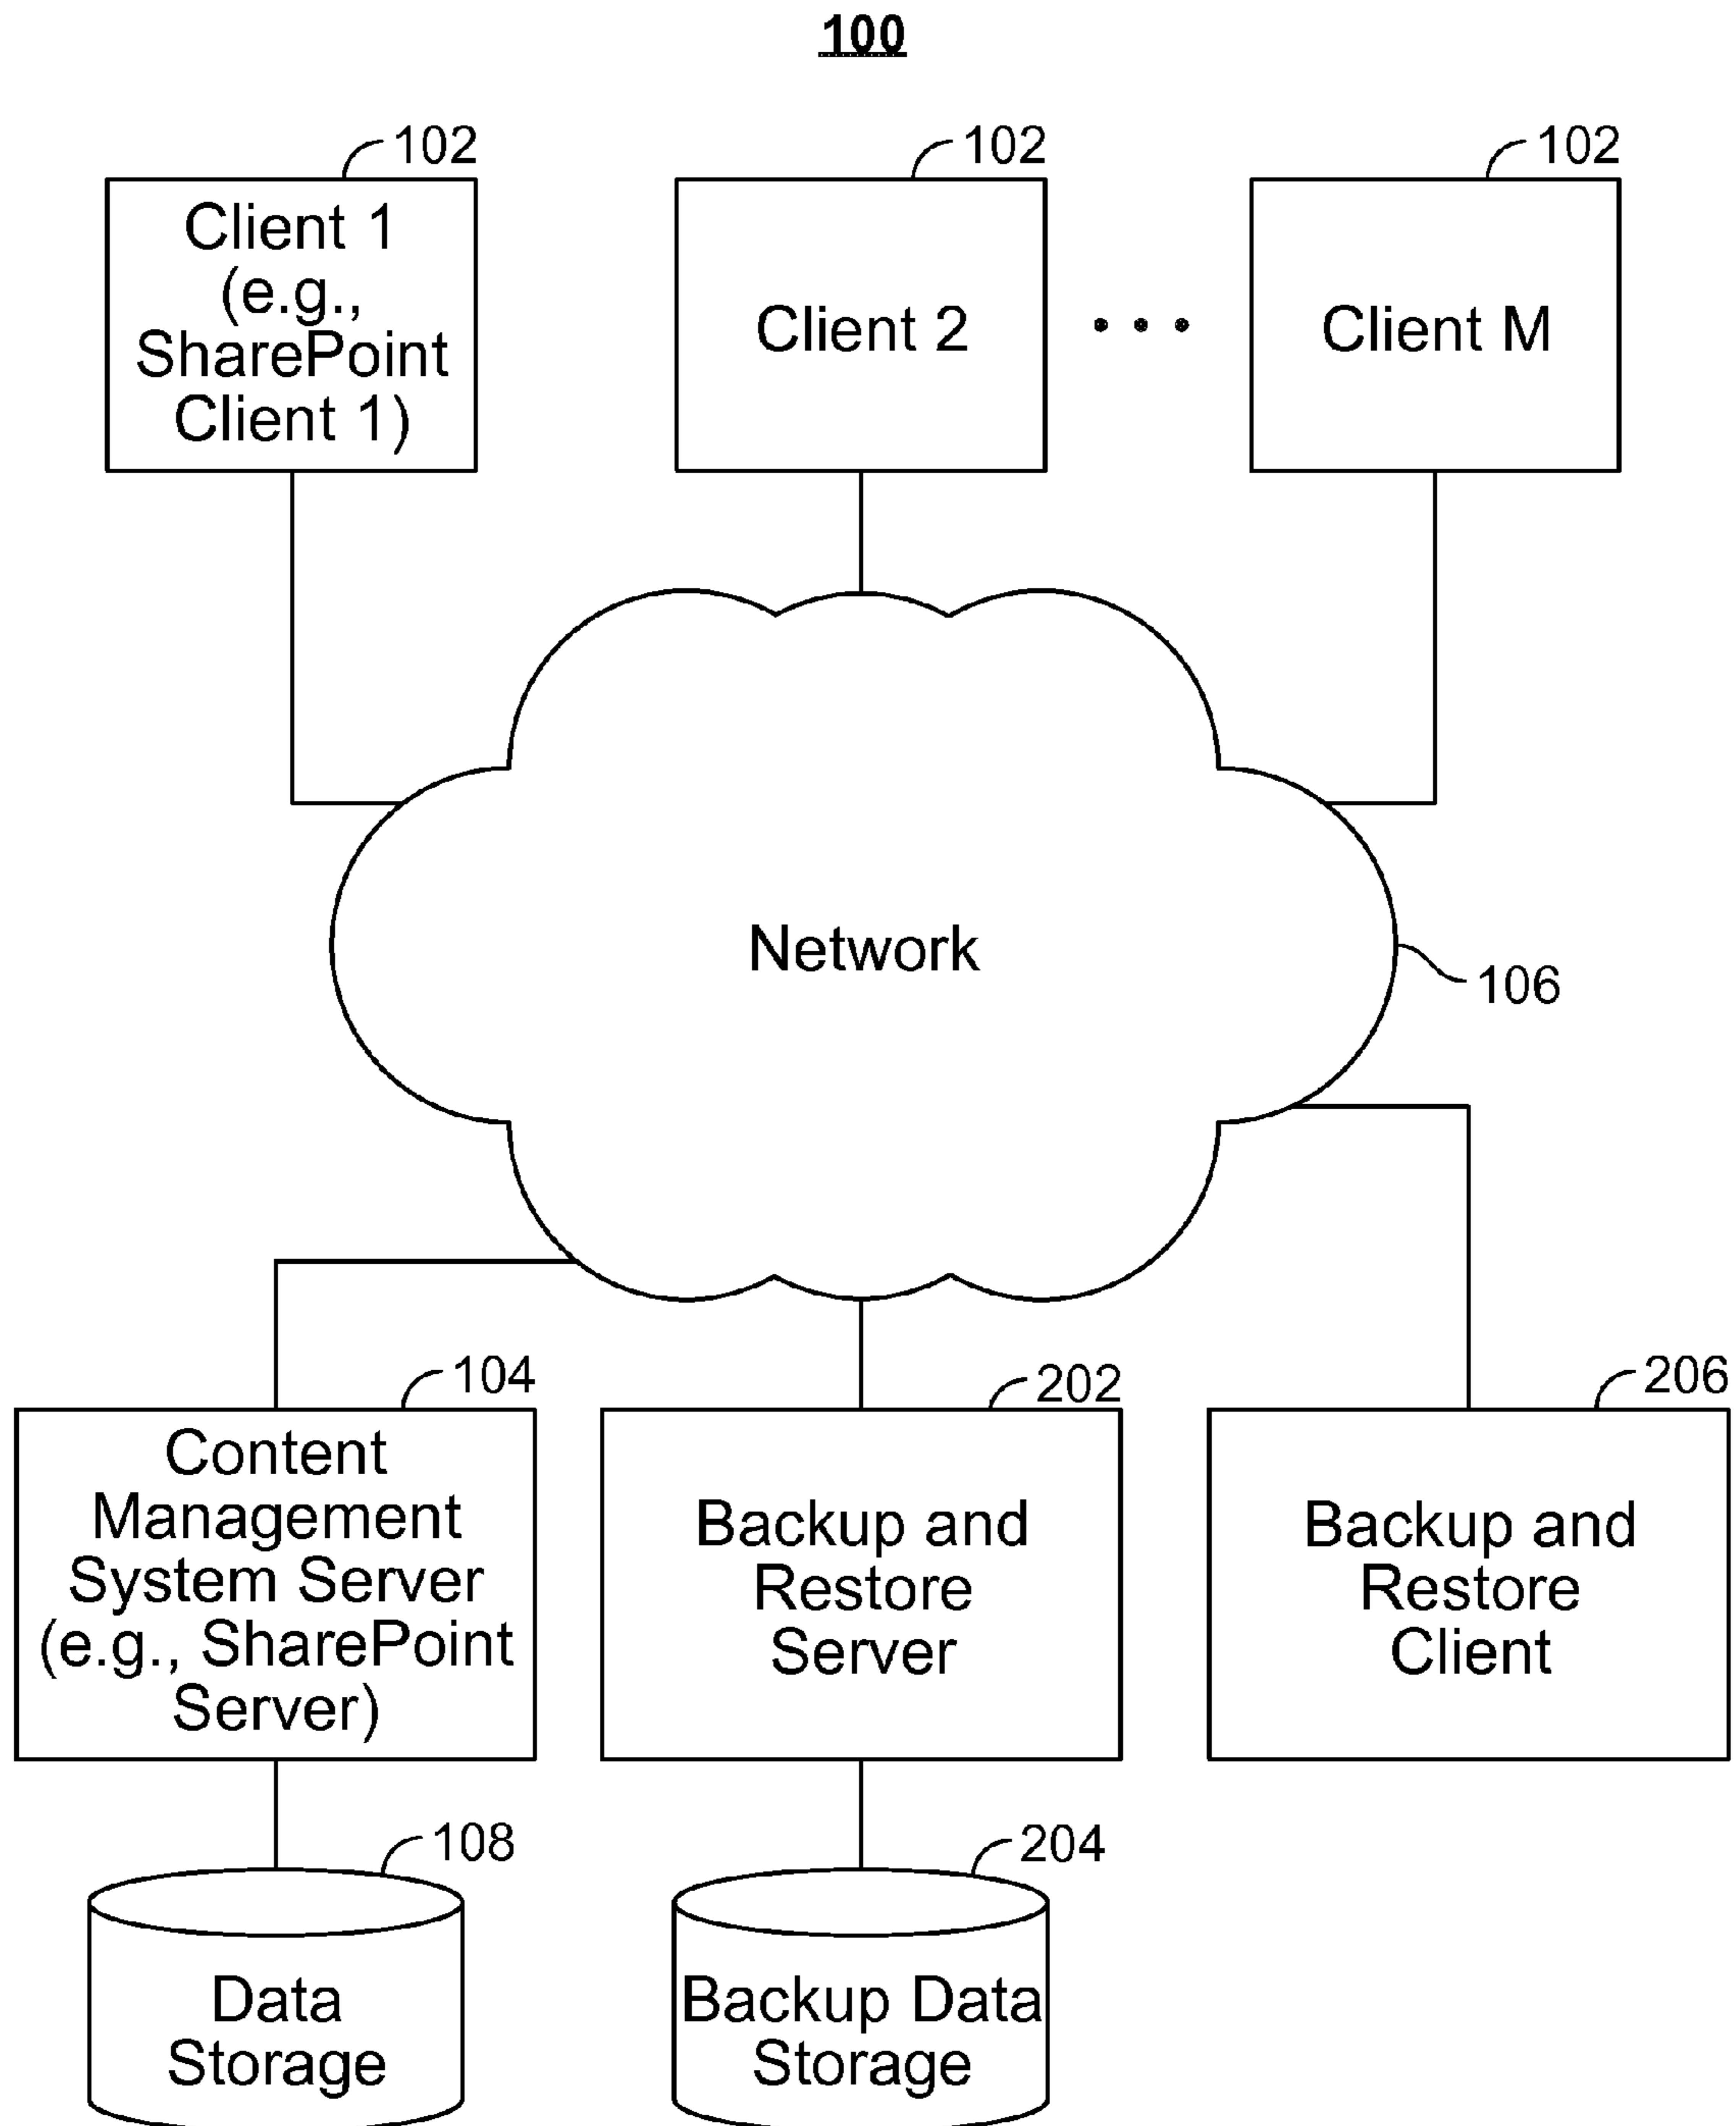 100
102
102
102
Client 1
(e.g.,
SharePoint
Client 1)
Client 2
Client M
Network
106
104
202
206
Content
Management
System Server
(e.g., SharePoint
Server)
Backup and
Restore
Server
Backup and
Restore
Client
108
204
Data
Storage
Backup Data
Storage